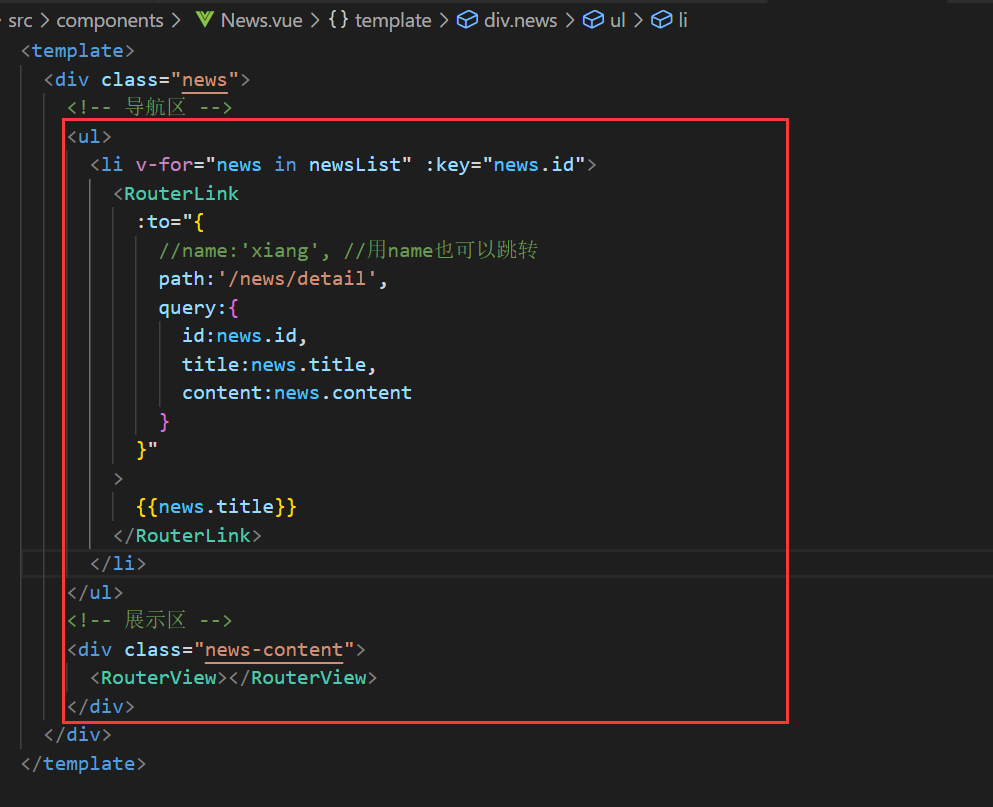 src > components > News.vue > {} template > div.news > ul > li
<template>
  <div class="news">
    <!-- 导航区 -->
    <ul>
      <li v-for="news in newsList" :key="news.id">
        <RouterLink
          :to="{
            //name:'xiang', //用name也可以跳转
            path:'/news/detail',
            query:{
              id:news.id,
              title:news.title,
              content:news.content
            }
          }"
        >
          {{news.title}}
        </RouterLink>
      </li>
    </ul>
    <!-- 展示区 -->
    <div class="news-content">
      <RouterView></RouterView>
    </div>
  </div>
</template>